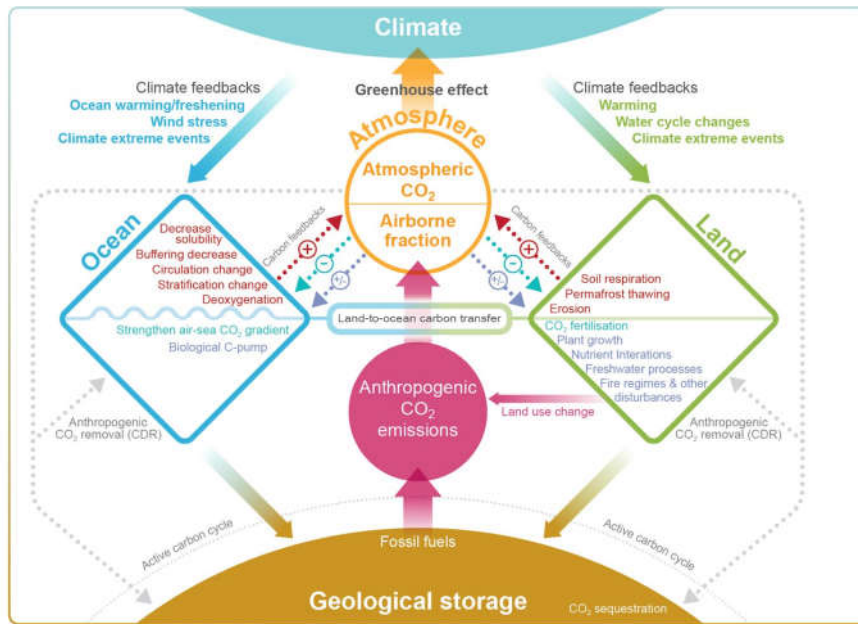 Climate
Climate feedbacks
Ocean warming/freshening
Wind stress
Climate extreme events
Greenhouse effect
Climate feedbacks
Warming
Water cycle changes
Climate extreme events
Atmosphere
Atmospheric
CO₂
Airborne
fraction
Ocean
Decrease
solubility
Buffering decrease
Circulation change
Stratification change
Deoxygenation
Strengthen air-sea CO₂ gradient
Biological C-pump
Carbon feedbacks
+
−
+/-
Carbon feedbacks
+
−
+/-
Land
Soil respiration
Permafrost thawing
Erosion
CO₂ fertilisation
Plant growth
Nutrient Interations
Freshwater processes
Fire regimes & other
disturbances
Land-to-ocean carbon transfer
Anthropogenic
CO₂
emissions
Land use change
Anthropogenic
CO₂ removal (CDR)
Anthropogenic
CO₂ removal (CDR)
Active carbon cycle
Active carbon cycle
Fossil fuels
Geological storage
CO₂ sequestration